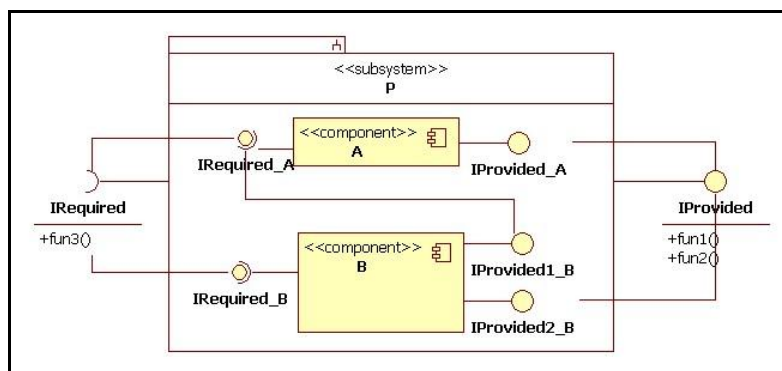 <<subsystem>>
P
<<component>>
A
IRequired_A
IProvided_A
IRequired
+fun3()
IProvided
+fun1()
+fun2()
<<component>>
B
IProvided1_B
IRequired_B
IProvided2_B